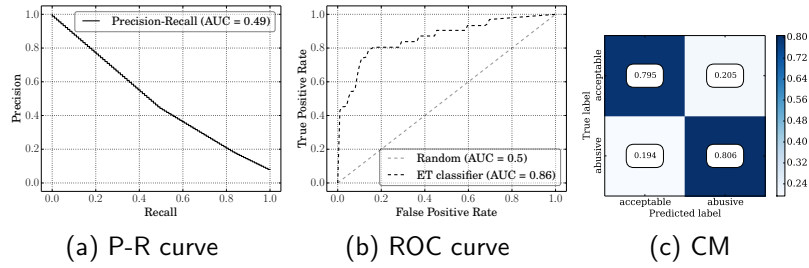 Precision-Recall (AUC = 0.49)
1.0
0.8
0.6
0.4
0.2
0.0
Precision
0.0 0.2 0.4 0.6 0.8 1.0
Recall
(a) P-R curve
1.0
0.8
0.6
0.4
0.2
0.0
True Positive Rate
Random (AUC = 0.5)
ET classifier (AUC = 0.86)
0.0 0.2 0.4 0.6 0.8 1.0
False Positive Rate
(b) ROC curve
True label
acceptable
abusive
0.795 0.205
0.194 0.806
acceptable abusive
Predicted label
0.80
0.72
0.64
0.56
0.48
0.40
0.32
0.24
(c) CM